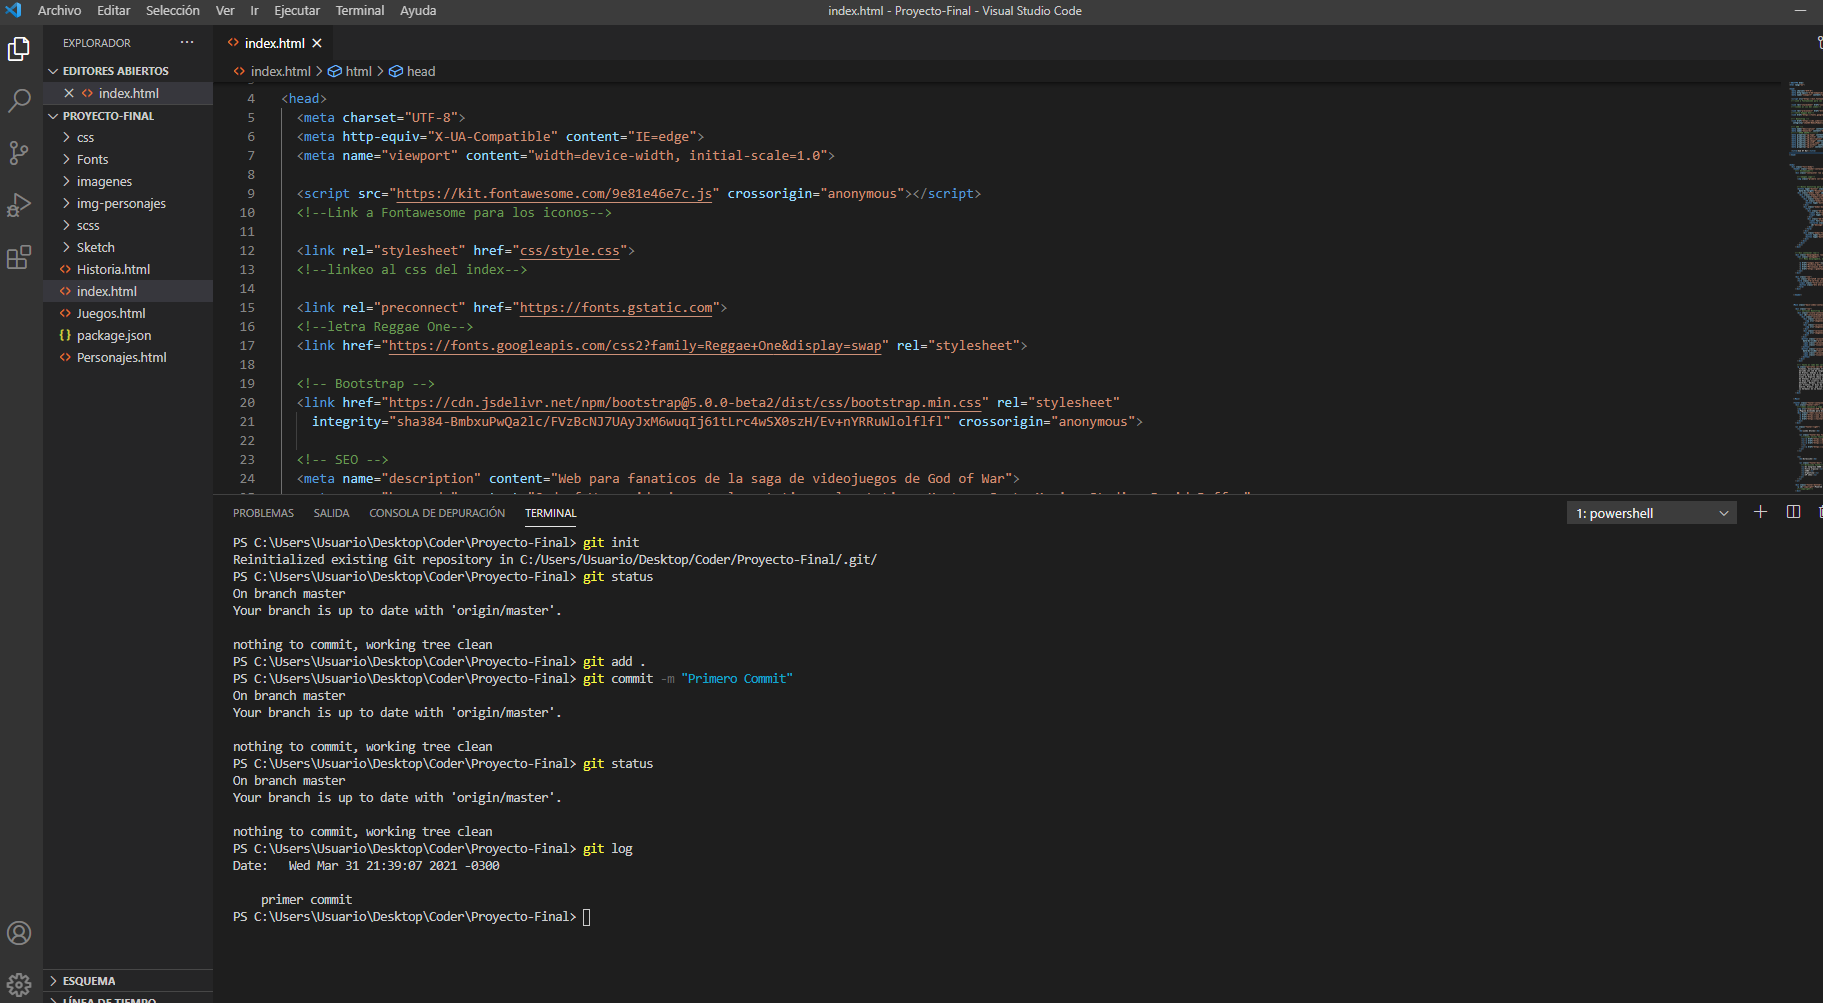 Archivo Editar Selección Ver Ir Ejecutar Terminal Ayuda
index.html - Proyecto-Final - Visual Studio Code
EXPLORADOR
EDITORES ABIERTOS
index.html
PROYECTO-FINAL
css
Fonts
imagenes
img-personajes
scss
Sketch
Historia.html
index.html
Juegos.html
{} package.json
Personajes.html
ESQUEMA
LÍNEA DE TIEMPO
index.html
index.html > html > head
4 <head>
5 <meta charset="UTF-8">
6 <meta http-equiv="X-UA-Compatible" content="IE=edge">
7 <meta name="viewport" content="width=device-width, initial-scale=1.0">
8
9 <script src="https://kit.fontawesome.com/9e81e46e7c.js" crossorigin="anonymous"></script>
10 <!--Link a Fontawesome para los iconos-->
11
12 <link rel="stylesheet" href="css/style.css">
13 <!--linkeo al css del index-->
14
15 <link rel="preconnect" href="https://fonts.gstatic.com">
16 <!--letra Reggae One-->
17 <link href="https://fonts.googleapis.com/css2?family=Reggae+One&display=swap" rel="stylesheet">
18
19 <!-- Bootstrap -->
20 <link href="https://cdn.jsdelivr.net/npm/bootstrap@5.0.0-beta2/dist/css/bootstrap.min.css" rel="stylesheet"
21 integrity="sha384-BmbxuPwQa2lc/FVzBcNJ7UAyJxM6wuqIj61tLrc4wSX0szH/Ev+nYRRuWlolflfl" crossorigin="anonymous">
22
23 <!-- SEO -->
24 <meta name="description" content="Web para fanaticos de la saga de videojuegos de God of War">
PROBLEMAS SALIDA CONSOLA DE DEPURACIÓN TERMINAL
1: powershell
PS C:\Users\Usuario\Desktop\Coder\Proyecto-Final> git init
Reinitialized existing Git repository in C:/Users/Usuario/Desktop/Coder/Proyecto-Final/.git/
PS C:\Users\Usuario\Desktop\Coder\Proyecto-Final> git status
On branch master
Your branch is up to date with 'origin/master'.
nothing to commit, working tree clean
PS C:\Users\Usuario\Desktop\Coder\Proyecto-Final> git add .
PS C:\Users\Usuario\Desktop\Coder\Proyecto-Final> git commit -m "Primero Commit"
On branch master
Your branch is up to date with 'origin/master'.
nothing to commit, working tree clean
PS C:\Users\Usuario\Desktop\Coder\Proyecto-Final> git status
On branch master
Your branch is up to date with 'origin/master'.
nothing to commit, working tree clean
PS C:\Users\Usuario\Desktop\Coder\Proyecto-Final> git log
Date: Wed Mar 31 21:39:07 2021 -0300
primer commit
PS C:\Users\Usuario\Desktop\Coder\Proyecto-Final>